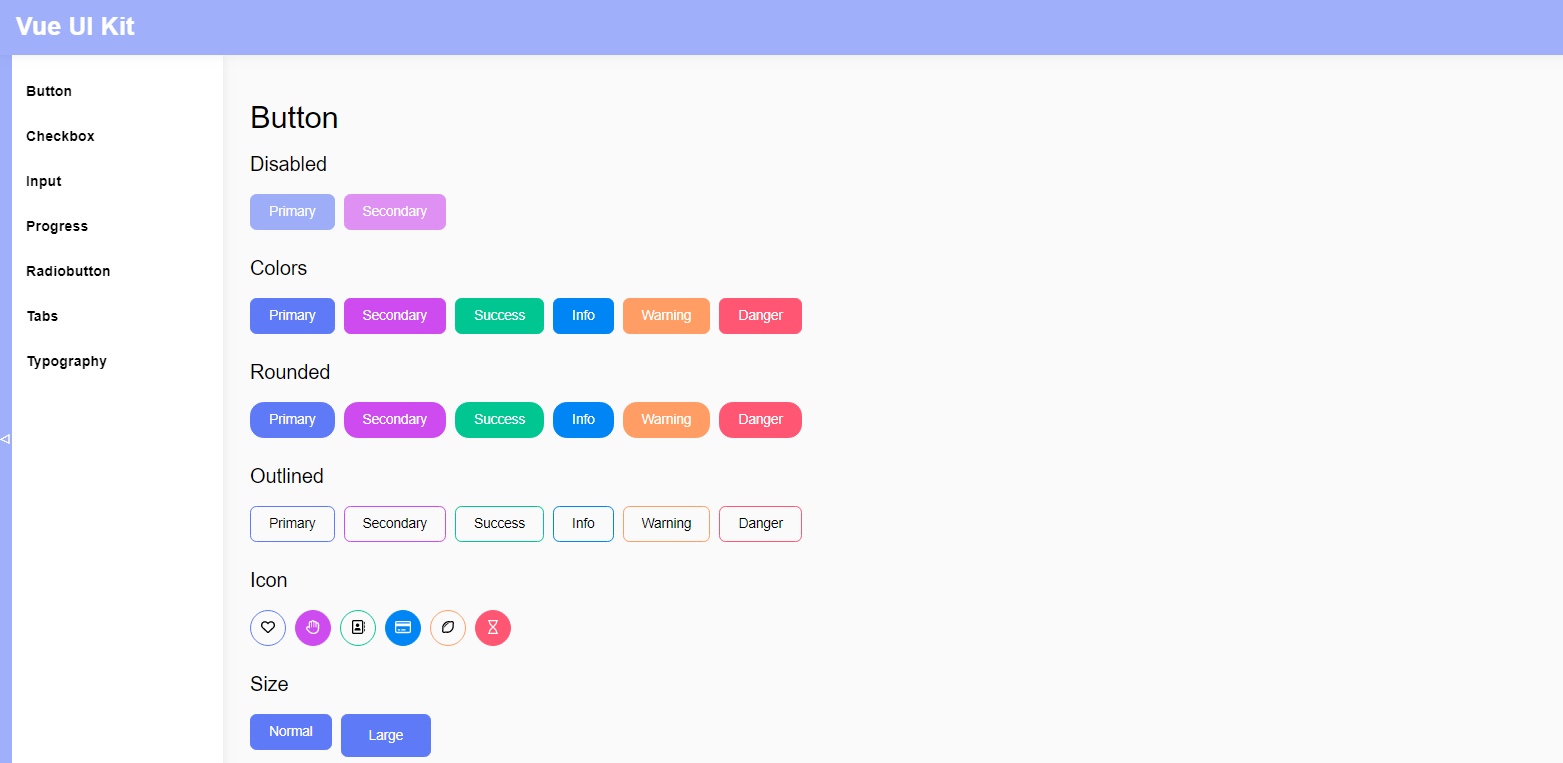 Vue UI Kit
Button
Checkbox
Input
Progress
Radiobutton
Tabs
Typography
Button
Disabled
Primary Secondary
Colors
Primary Secondary Success Info Warning Danger
Rounded
Primary Secondary Success Info Warning Danger
Outlined
Primary Secondary Success Info Warning Danger
Icon
Size
Normal Large